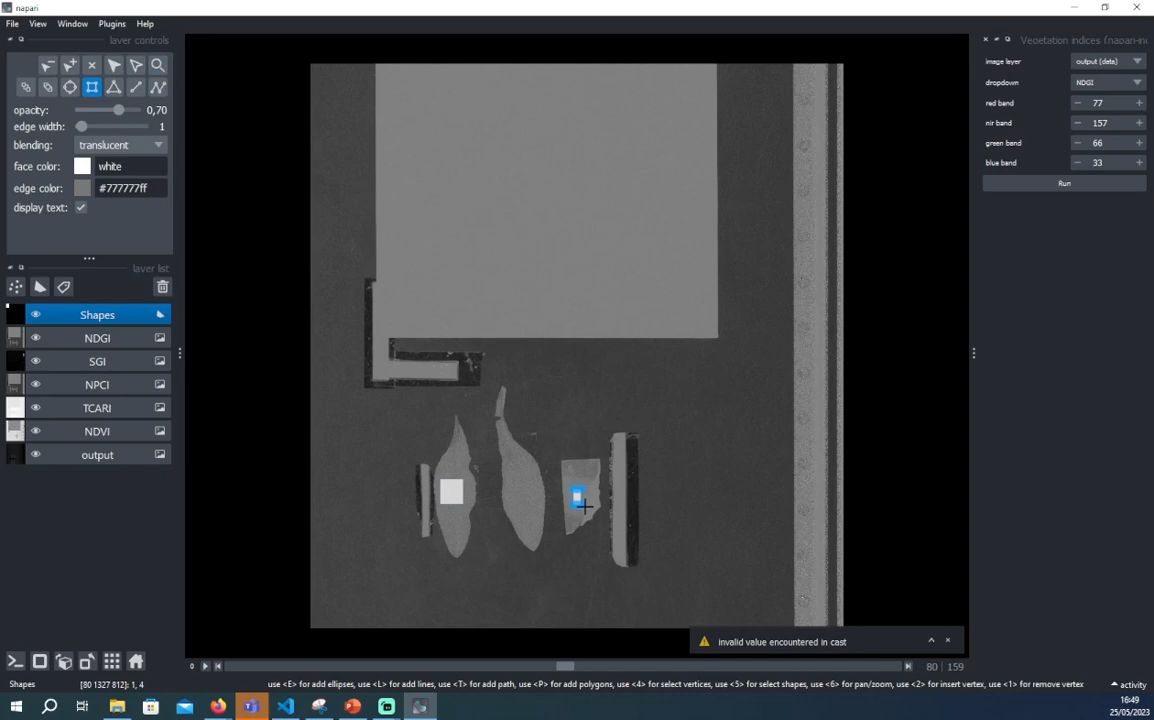 napari
File View Window Plugins Help
layer controls
opacity: 0,70
edge width: 1
blending: translucent
face color: white
edge color: #777777ff
display text:
layer list
Shapes
NDGI
SGI
NPCI
TCARI
NDVI
output
Vegetation indices (napari-in
image layer output (data)
dropdown NDGI
red band 77
nir band 157
green band 66
blue band 33
Run
invalid value encountered in cast
0 80 159
Shapes [80 1327 812]: 1, 4 use <E> for add ellipses, use <L> for add lines, use <T> for add path, use <P> for add polygons, use <4> for select vertices, use <5> for select shapes, use <6> for pan/zoom, use <2> for insert vertex, use <1> for remove vertex activity
16:49
25/05/2023